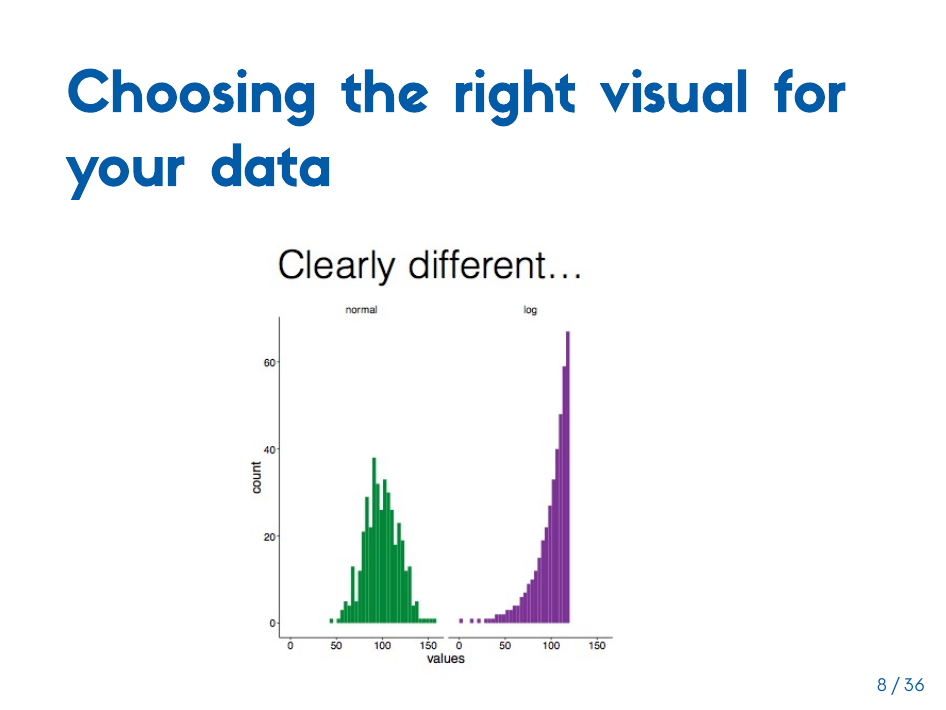 Choosing the right visual for
your data
Clearly different...
normal
log
60
40
20
0
count
0 50 100 150 0 50 100 150
values
8 / 36